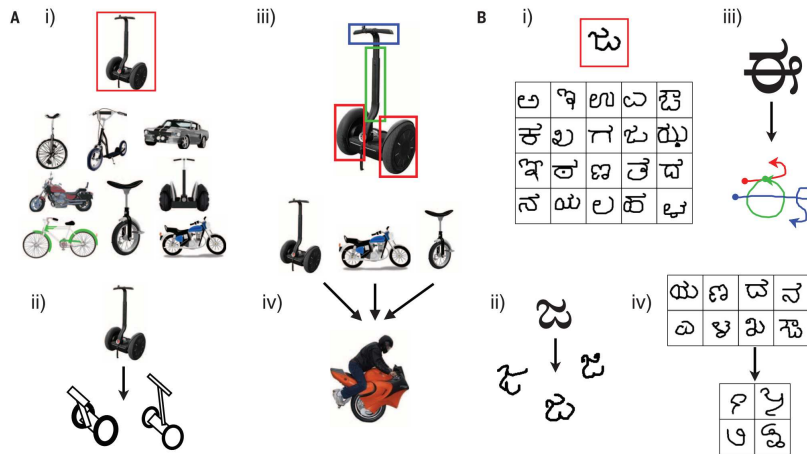 A
i)
ii)
iii)
iv)
B
i)
ಜ
ಅ ಇ ಉ ಎ ಔ
ಕ ಖ ಗ ಜ ಝ
ಞ ಠ ಣ ತ ದ
ನ ಯ ಲ ಹ ಳ
ii)
ಜ
ಜ ಜ
ಜ
iii)
iv)
ಯ ಣ ದ ನ
ಎ ಳ ಖ ಔ